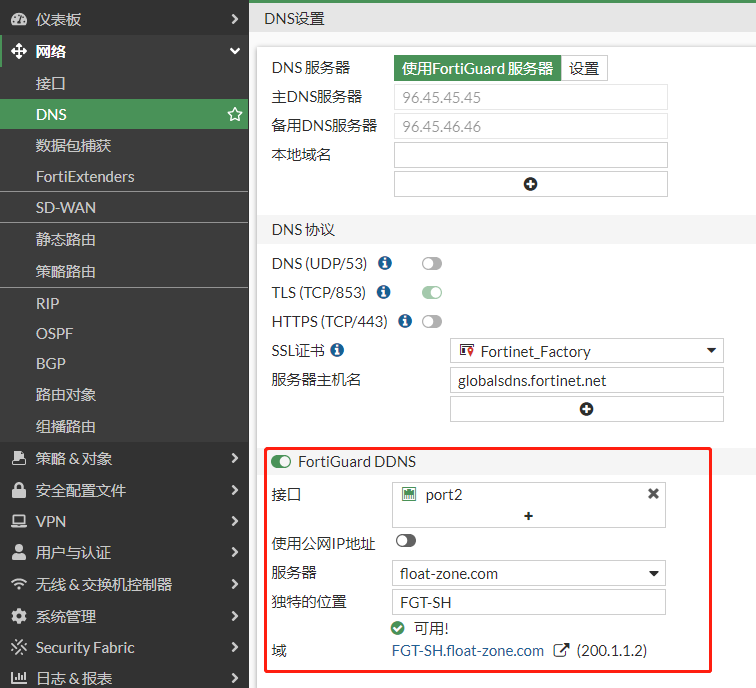 仪表板
网络
接口
DNS
数据包捕获
FortiExtenders
SD-WAN
静态路由
策略路由
RIP
OSPF
BGP
路由对象
组播路由
策略 & 对象
安全配置文件
VPN
用户与认证
无线 & 交换机控制器
系统管理
Security Fabric
日志 & 报表
DNS设置
DNS 服务器 使用FortiGuard 服务器 设置
主DNS服务器 96.45.45.45
备用DNS服务器 96.45.46.46
本地域名
DNS 协议
DNS (UDP/53)
TLS (TCP/853)
HTTPS (TCP/443)
SSL证书 Fortinet_Factory
服务器主机名 globalsdns.fortinet.net
FortiGuard DDNS
接口 port2
使用公网IP地址
服务器 float-zone.com
独特的位置 FGT-SH
可用!
域 FGT-SH.float-zone.com (200.1.1.2)